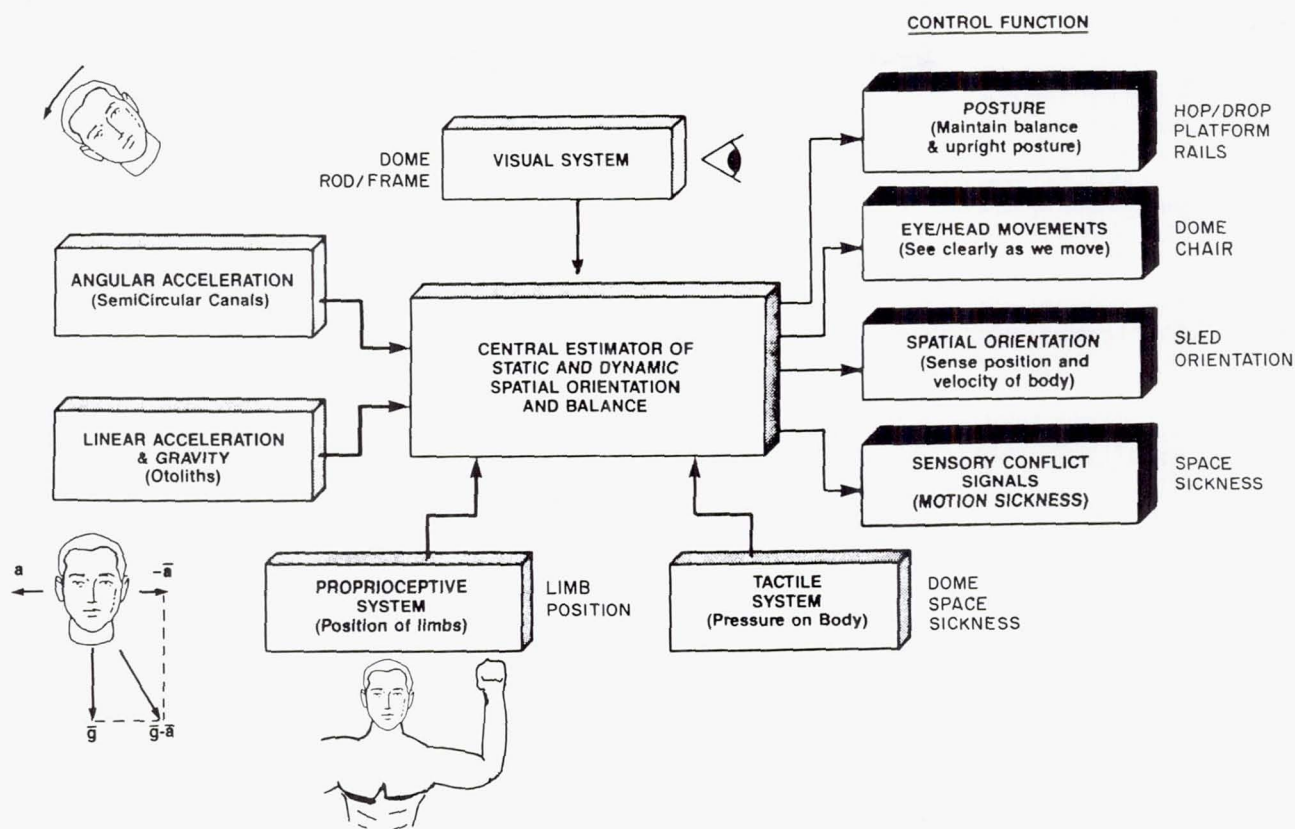 CONTROL FUNCTION
POSTURE
(Maintain balance
& upright posture)
HOP/DROP
PLATFORM
RAILS
DOME
ROD/FRAME
VISUAL SYSTEM
EYE/HEAD MOVEMENTS
(See clearly as we move)
DOME
CHAIR
ANGULAR ACCELERATION
(SemiCircular Canals)
CENTRAL ESTIMATOR OF
STATIC AND DYNAMIC
SPATIAL ORIENTATION
AND BALANCE
SPATIAL ORIENTATION
(Sense position and
velocity of body)
SLED
ORIENTATION
LINEAR ACCELERATION
& GRAVITY
(Otoliths)
SENSORY CONFLICT
SIGNALS
(MOTION SICKNESS)
SPACE
SICKNESS
a
-a̅
g̅
g̅-a̅
PROPRIOCEPTIVE
SYSTEM
(Position of limbs)
LIMB
POSITION
TACTILE
SYSTEM
(Pressure on Body)
DOME
SPACE
SICKNESS